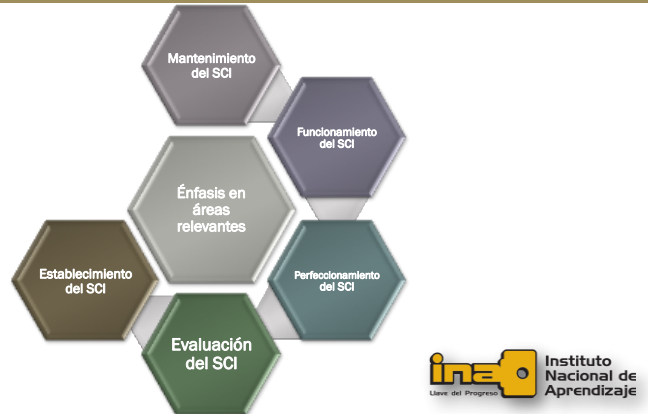 Mantenimiento
del SCI
Funcionamiento
del SCI
Énfasis en
áreas
relevantes
Establecimiento
del SCI
Perfeccionamiento
del SCI
Evaluación
del SCI
ina
Llave del Progreso
Instituto
Nacional de
Aprendizaje